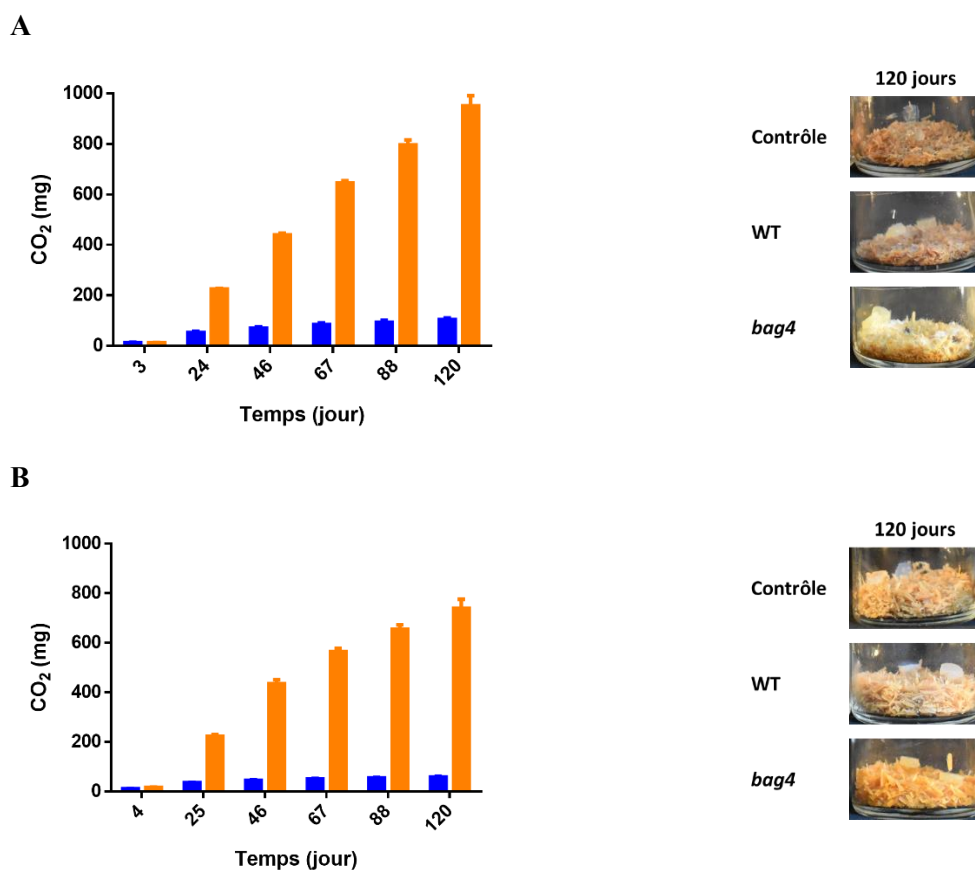 A
1000
800
600
400
200
0
CO₂ (mg)
3 24 46 67 88 120
Temps (jour)
120 jours
Contrôle
WT
bag4
B
1000
800
600
400
200
0
CO₂ (mg)
4 25 46 67 88 120
Temps (jour)
120 jours
Contrôle
WT
bag4